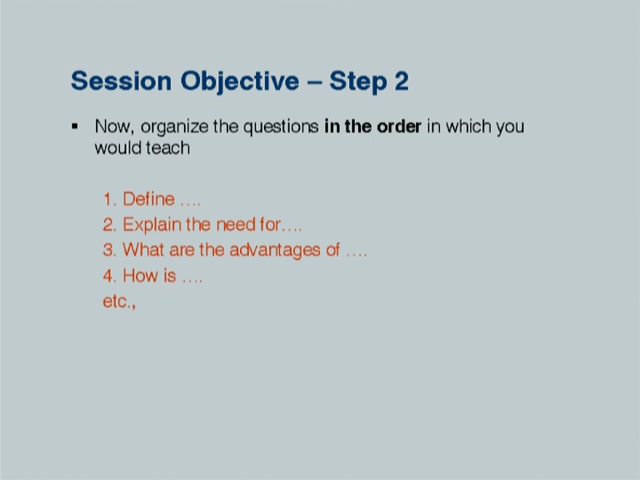 Session Objective – Step 2
▪ Now, organize the questions in the order in which you
would teach
1. Define ….
2. Explain the need for….
3. What are the advantages of ….
4. How is ….
etc.,